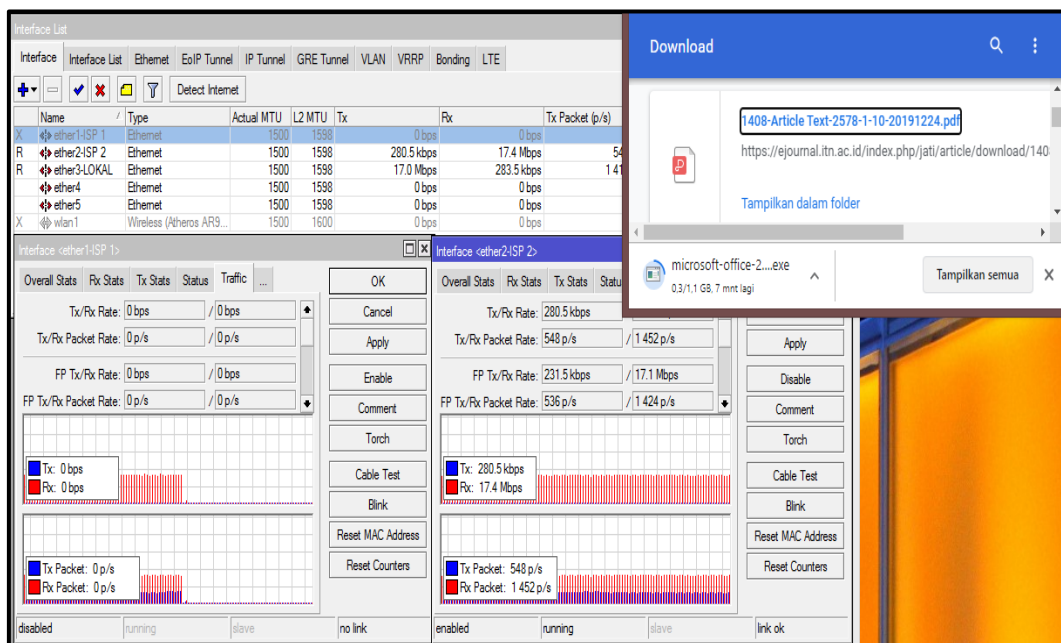 Interface List
Interface Interface List Ethernet EoIP Tunnel IP Tunnel GRE Tunnel VLAN VRRP Bonding LTE
Detect Internet
Name / Type Actual MTU L2 MTU Tx Rx Tx Packet (p/s)
X ether1-ISP 1 Ethernet 1500 1598 0 bps 0 bps
R ether2-ISP 2 Ethernet 1500 1598 280.5 kbps 17.4 Mbps 54
R ether3-LOKAL Ethernet 1500 1598 17.0 Mbps 283.5 kbps 1 41
ether4 Ethernet 1500 1598 0 bps 0 bps
ether5 Ethernet 1500 1598 0 bps 0 bps
X wlan1 Wireless (Atheros AR9... 1500 1600 0 bps 0 bps
Download
1408-Article Text-2578-1-10-20191224.pdf
https://ejournal.itn.ac.id/index.php/jati/article/download/140
Tampilkan dalam folder
microsoft-office-2....exe
0,3/1,1 GB, 7 mnt lagi
Tampilkan semua
Interface <ether1-ISP 1>
Overall Stats Rx Stats Tx Stats Status Traffic ...
Tx/Rx Rate: 0 bps / 0 bps
Tx/Rx Packet Rate: 0 p/s / 0 p/s
FP Tx/Rx Rate: 0 bps / 0 bps
FP Tx/Rx Packet Rate: 0 p/s / 0 p/s
Tx: 0 bps
Rx: 0 bps
Tx Packet: 0 p/s
Rx Packet: 0 p/s
OK
Cancel
Apply
Enable
Comment
Torch
Cable Test
Blink
Reset MAC Address
Reset Counters
disabled running slave no link
Interface <ether2-ISP 2>
Overall Stats Rx Stats Tx Stats Statu
Tx/Rx Rate: 280.5 kbps
Tx/Rx Packet Rate: 548 p/s / 1 452 p/s
FP Tx/Rx Rate: 231.5 kbps / 17.1 Mbps
FP Tx/Rx Packet Rate: 536 p/s / 1 424 p/s
Tx: 280.5 kbps
Rx: 17.4 Mbps
Tx Packet: 548 p/s
Rx Packet: 1 452 p/s
Apply
Disable
Comment
Torch
Cable Test
Blink
Reset MAC Address
Reset Counters
enabled running slave link ok